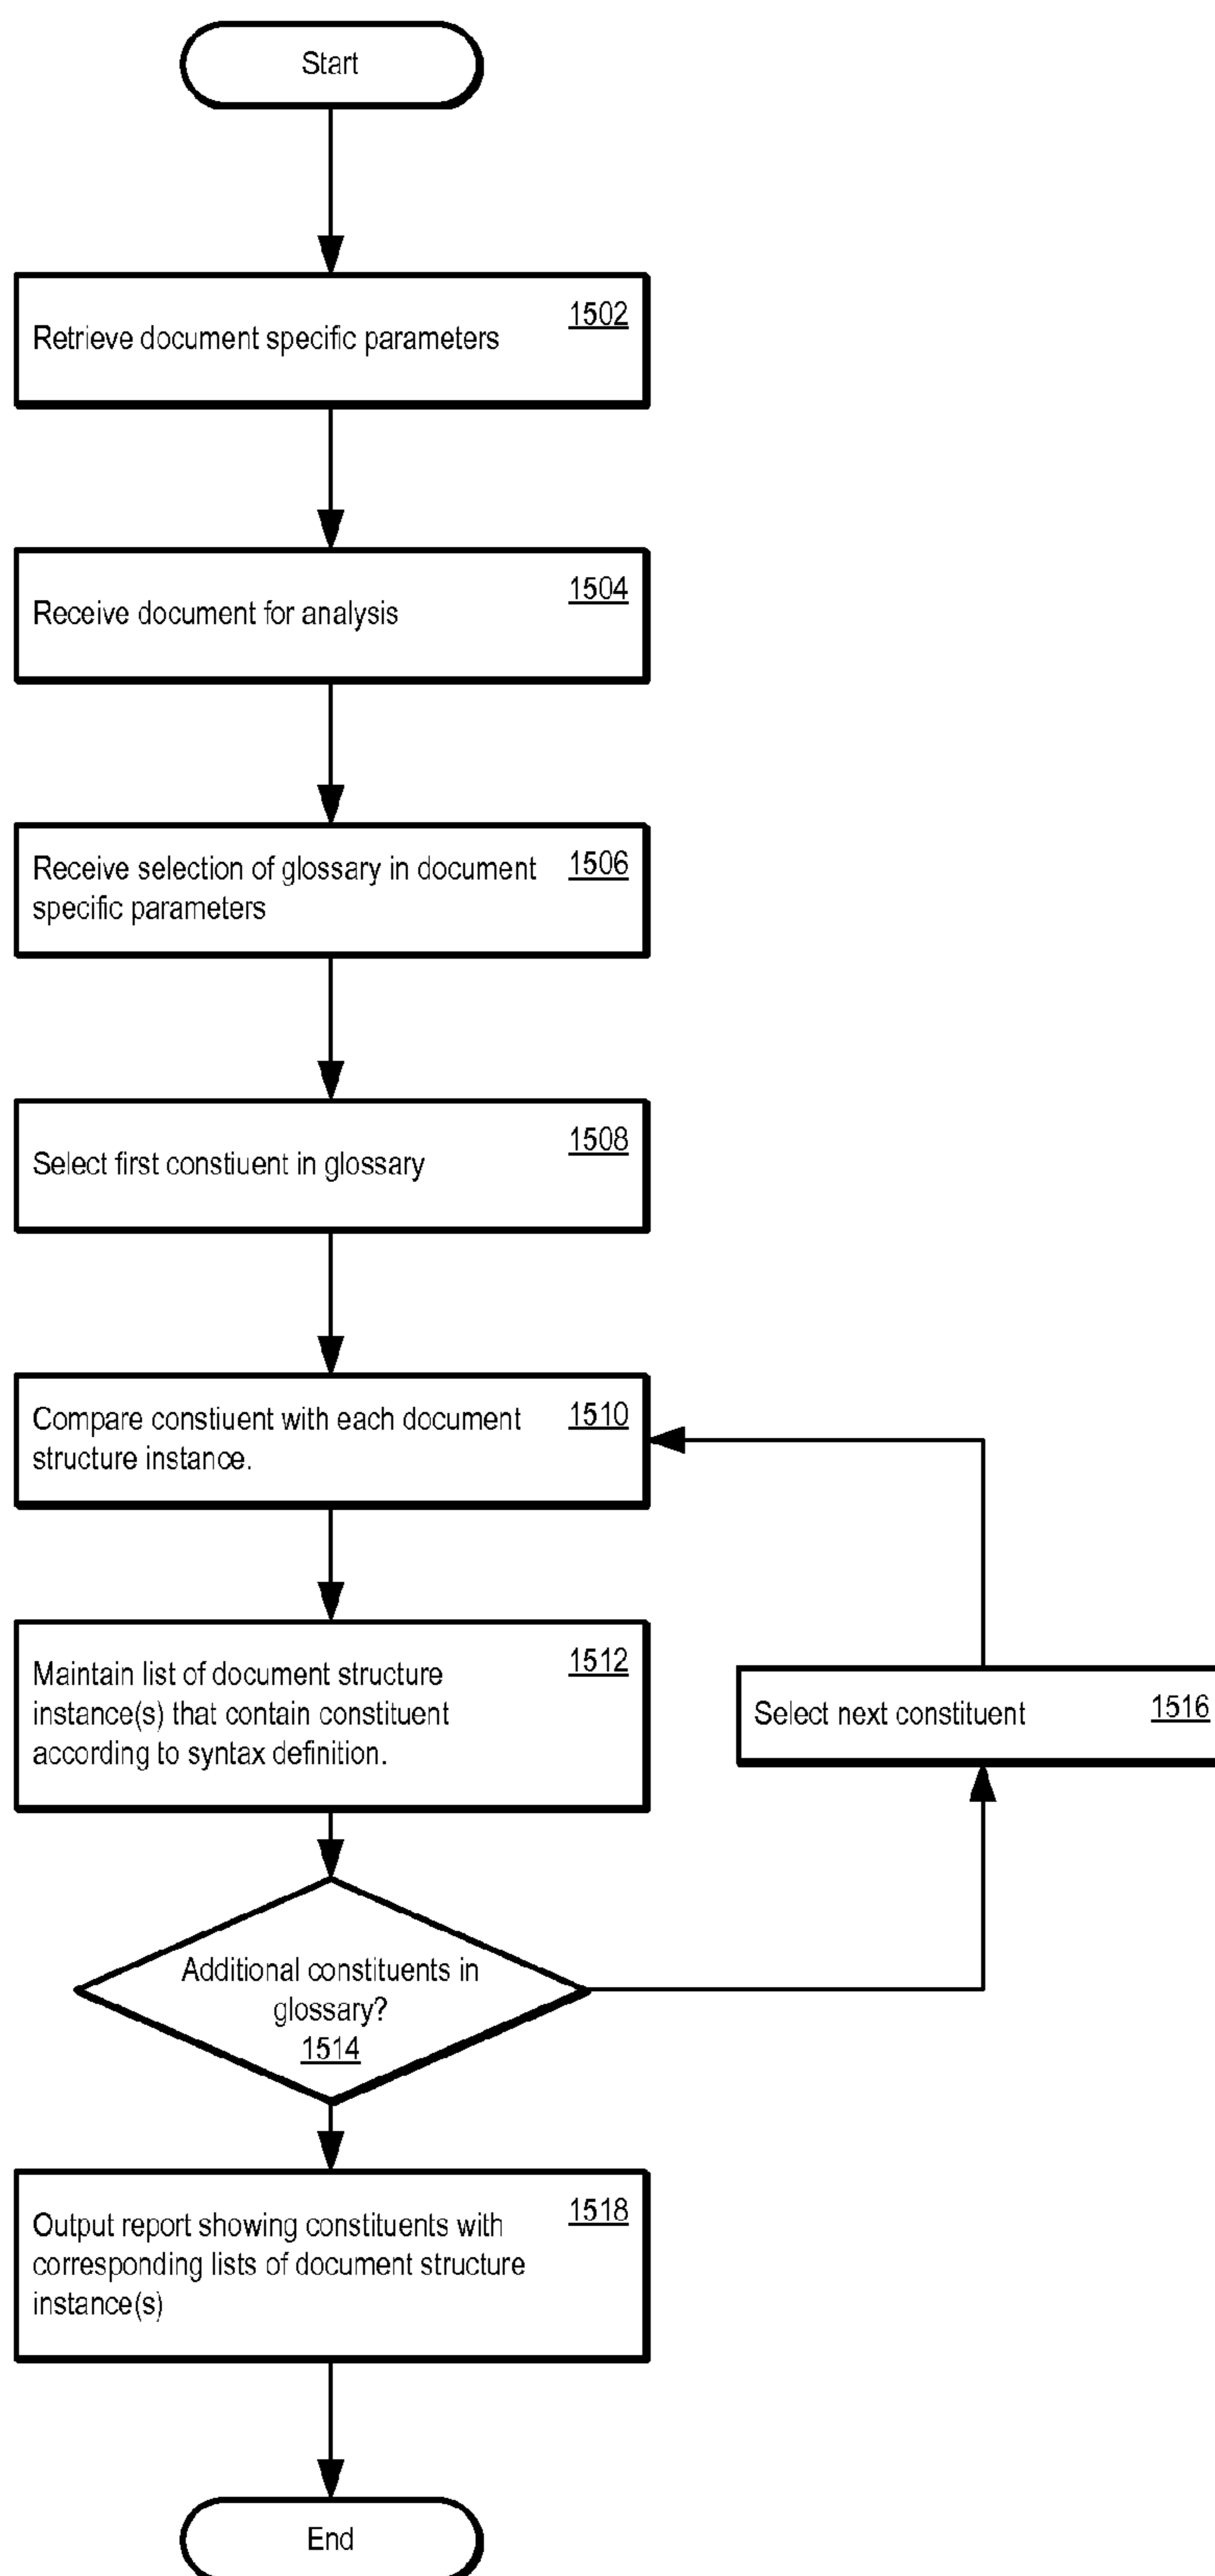 Start
1502
Retrieve document specific parameters
1504
Receive document for analysis
Receive selection of glossary in document 1506
specific parameters
1508
Select first constiuent in glossary
Compare constiuent with each document 1510
structure instance.
1512
Maintain list of document structure
instance(s) that contain constituent
according to syntax definition.
Select next constituent 1516
Additional constituents in
glossary?
1514
1518
Output report showing constituents with
corresponding lists of document structure
instance(s)
End